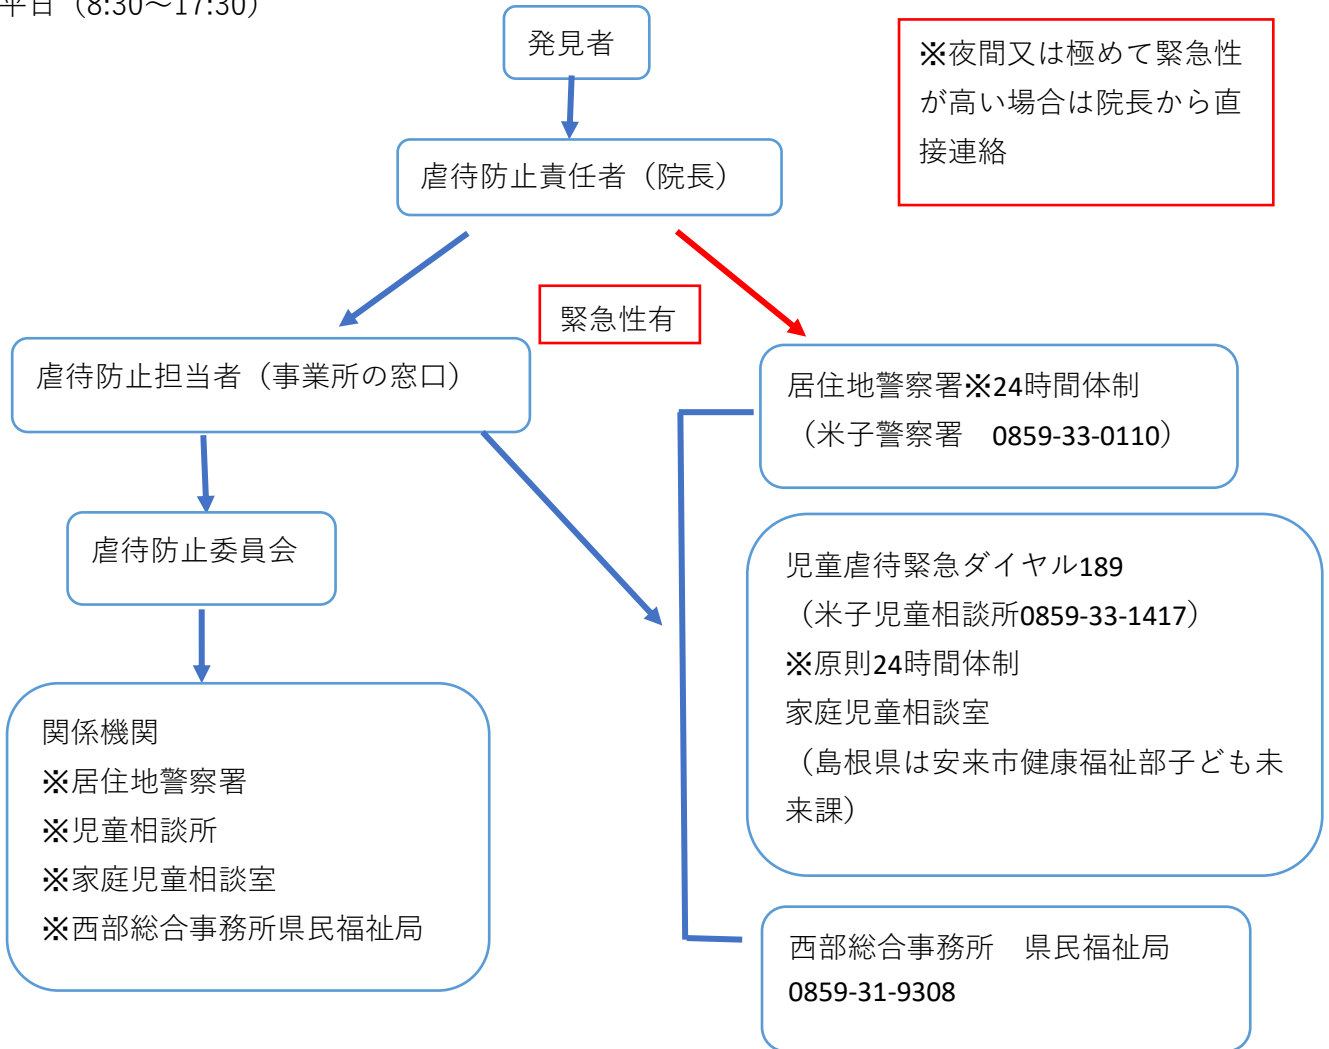 平日（8:30～17:30）
発見者
※夜間又は極めて緊急性
が高い場合は院長から直
接連絡
虐待防止責任者（院長）
緊急性有
虐待防止担当者（事業所の窓口）
居住地警察署※24時間体制
（米子警察署　0859-33-0110）
虐待防止委員会
児童虐待緊急ダイヤル189
（米子児童相談所0859-33-1417）
※原則24時間体制
家庭児童相談室
（島根県は安来市健康福祉部子ども未
来課）
関係機関
※居住地警察署
※児童相談所
※家庭児童相談室
※西部総合事務所県民福祉局
西部総合事務所　県民福祉局
0859-31-9308